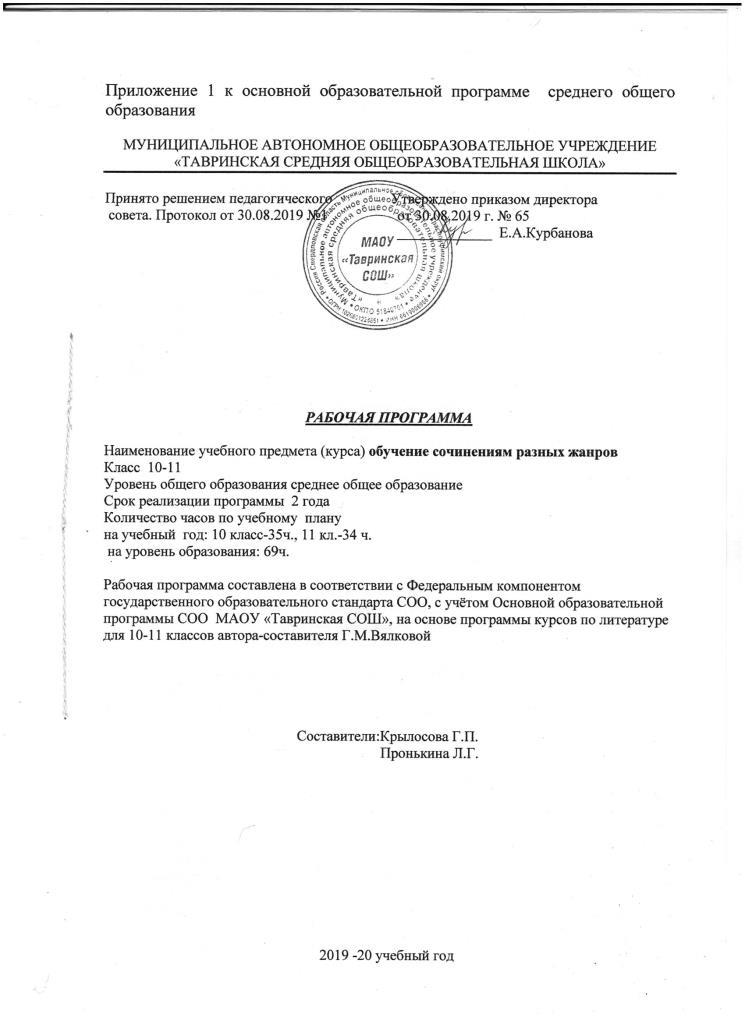 Приложение 1 к основной образовательной программе среднего общего
образования
МУНИЦИПАЛЬНОЕ АВТОНОМНОЕ ОБЩЕОБРАЗОВАТЕЛЬНОЕ УЧРЕЖДЕНИЕ
«ТАВРИНСКАЯ СРЕДНЯЯ ОБЩЕОБРАЗОВАТЕЛЬНАЯ ШКОЛА»
Принято решением педагогического Утверждено приказом директора
совета. Протокол от 30.08.2019 №1 от 30.08.2019 г. № 65
Е.А.Курбанова
МАОУ
«Тавринская
СОШ»
РАБОЧАЯ ПРОГРАММА
Наименование учебного предмета (курса) обучение сочинениям разных жанров
Класс 10-11
Уровень общего образования среднее общее образование
Срок реализации программы 2 года
Количество часов по учебному плану
на учебный год: 10 класс-35ч., 11 кл.-34 ч.
на уровень образования: 69ч.
Рабочая программа составлена в соответствии с Федеральным компонентом
государственного образовательного стандарта СОО, с учётом Основной образовательной
программы СОО МАОУ «Тавринская СОШ», на основе программы курсов по литературе
для 10-11 классов автора-составителя Г.М.Вялковой
Составители:Крылосова Г.П.
Пронькина Л.Г.
2019 -20 учебный год